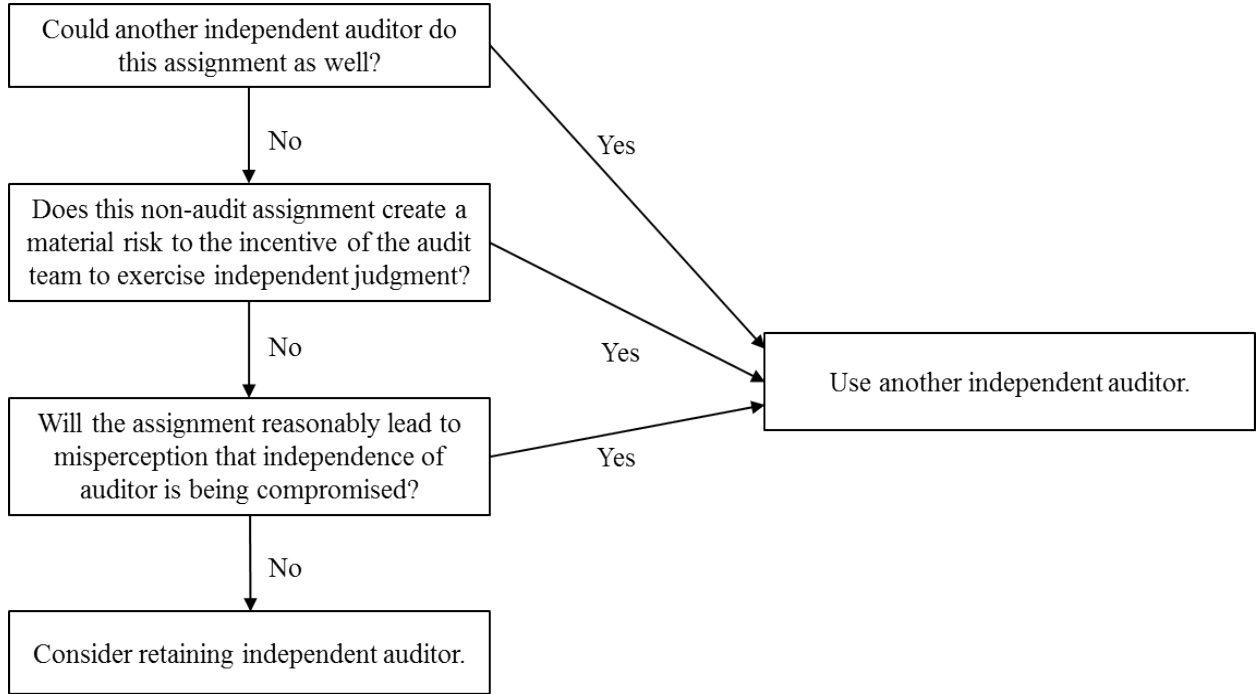 Could another independent auditor do
this assignment as well?
No
Yes
Does this non-audit assignment create a
material risk to the incentive of the audit
team to exercise independent judgment?
No
Yes
Will the assignment reasonably lead to
misperception that independence of
auditor is being compromised?
Yes
No
Use another independent auditor.
Consider retaining independent auditor.